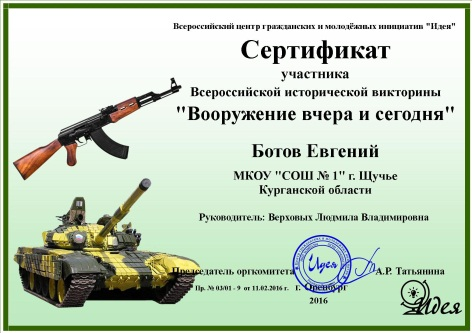 Всероссийский центр гражданских и молодёжных инициатив "Идея"
Сертификат
участника
Всероссийской исторической викторины
"Вооружение вчера и сегодня"
Ботов Евгений
МКОУ "СОШ № 1" г. Щучье
Курганской области
Руководитель: Верховых Людмила Владимировна
Идея
Председатель оргкомитета А.Р. Татьянина
Пр. № 03/01 - 9 от 11.02.2016 г. г. Оренбург
2016
Идея